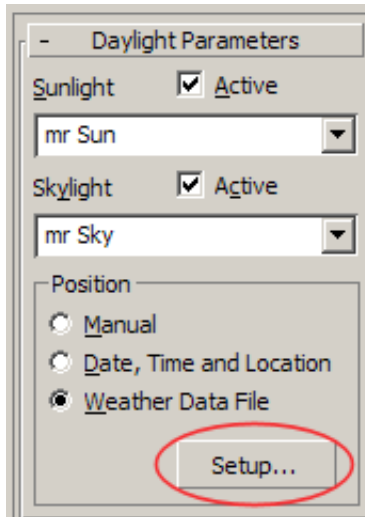 - Daylight Parameters
Sunlight Active
mr Sun
Skylight Active
mr Sky
Position
Manual
Date, Time and Location
Weather Data File
Setup...